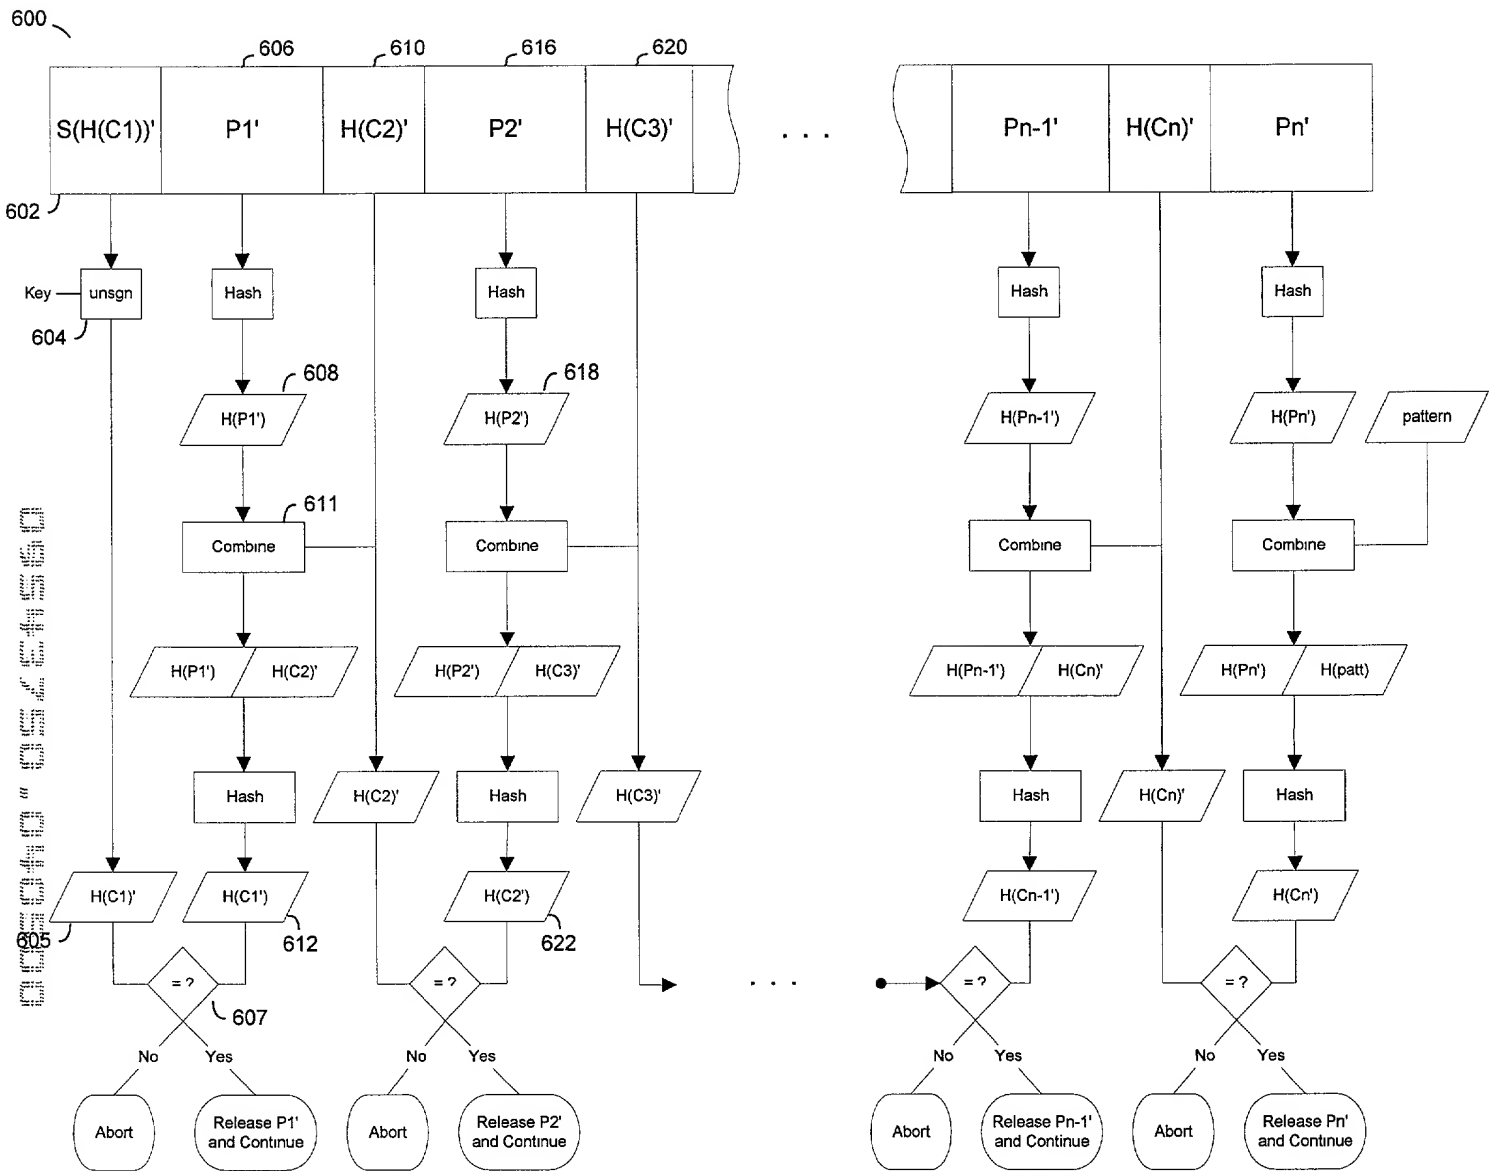 600
606
610
616
620
S(H(C1))'
P1'
H(C2)'
P2'
H(C3)'
. . .
Pn-1'
H(Cn)'
Pn'
602
Key
unsgn
Hash
Hash
Hash
Hash
604
608
618
H(P1')
H(P2')
H(Pn-1')
H(Pn')
pattern
611
Combine
Combine
Combine
Combine
H(P1')
H(C2)'
H(P2')
H(C3)'
H(Pn-1')
H(Cn)'
H(Pn')
H(patt)
Hash
H(C2)'
Hash
H(C3)'
Hash
H(Cn)'
Hash
H(C1)'
H(C1')
H(C2')
H(Cn-1')
H(Cn')
605
612
622
= ?
= ?
. . .
= ?
= ?
607
No
Yes
No
Yes
No
Yes
No
Yes
Abort
Release P1'
and Continue
Abort
Release P2'
and Continue
Abort
Release Pn-1'
and Continue
Abort
Release Pn'
and Continue